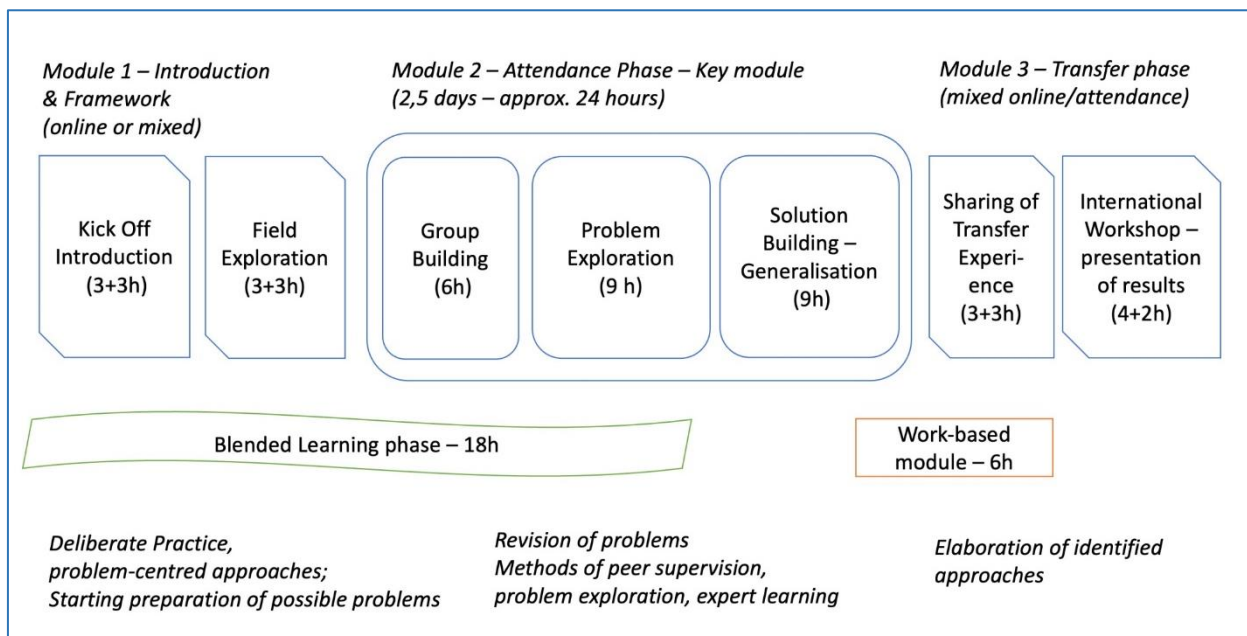 Module 1 – Introduction
& Framework
(online or mixed)
Module 2 – Attendance Phase – Key module
(2,5 days – approx. 24 hours)
Module 3 – Transfer phase
(mixed online/attendance)
Kick Off
Introduction
(3+3h)
Field
Exploration
(3+3h)
Group
Building
(6h)
Problem
Exploration
(9 h)
Solution
Building –
Generalisation
(9h)
Sharing of
Transfer
Experi-
ence
(3+3h)
International
Workshop –
presentation
of results
(4+2h)
Blended Learning phase – 18h
Work-based
module – 6h
Deliberate Practice,
problem-centred approaches;
Starting preparation of possible problems
Revision of problems
Methods of peer supervision,
problem exploration, expert learning
Elaboration of identified
approaches